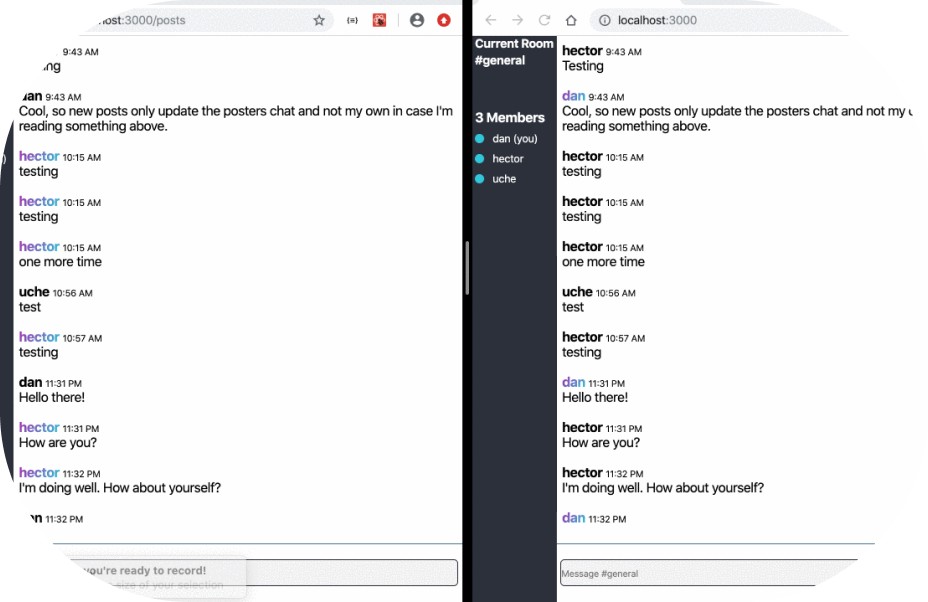 :3000/posts
9:43 AM
9:43 AM
Cool, so new posts only update the posters chat and not my own in case I'm
reading something above.
hector 10:15 AM
testing
hector 10:15 AM
testing
hector 10:15 AM
one more time
uche 10:56 AM
test
hector 10:57 AM
testing
dan 11:31 PM
Hello there!
hector 11:31 PM
How are you?
hector 11:32 PM
I'm doing well. How about yourself?
11:32 PM
you're ready to record!
size of your selection
localhost:3000
Current Room
#general
3 Members
dan (you)
hector
uche
hector 9:43 AM
Testing
dan 9:43 AM
Cool, so new posts only update the posters chat and not my
reading something above.
hector 10:15 AM
testing
hector 10:15 AM
testing
hector 10:15 AM
one more time
uche 10:56 AM
test
hector 10:57 AM
testing
dan 11:31 PM
Hello there!
hector 11:31 PM
How are you?
hector 11:32 PM
I'm doing well. How about yourself?
dan 11:32 PM
Message #general